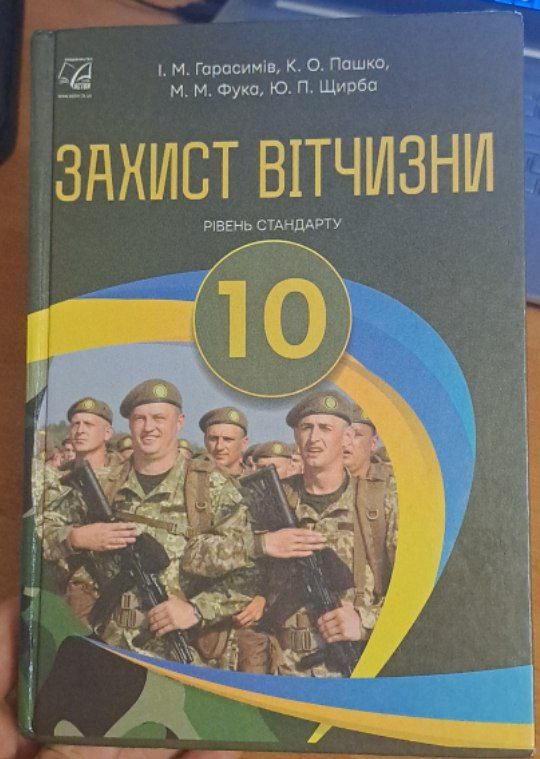 І. М. Гарасимів, К. О. Пашко,
М. М. Фука, Ю. П. Щирба
ЗАХИСТ ВІТЧИЗНИ
РІВЕНЬ СТАНДАРТУ
10